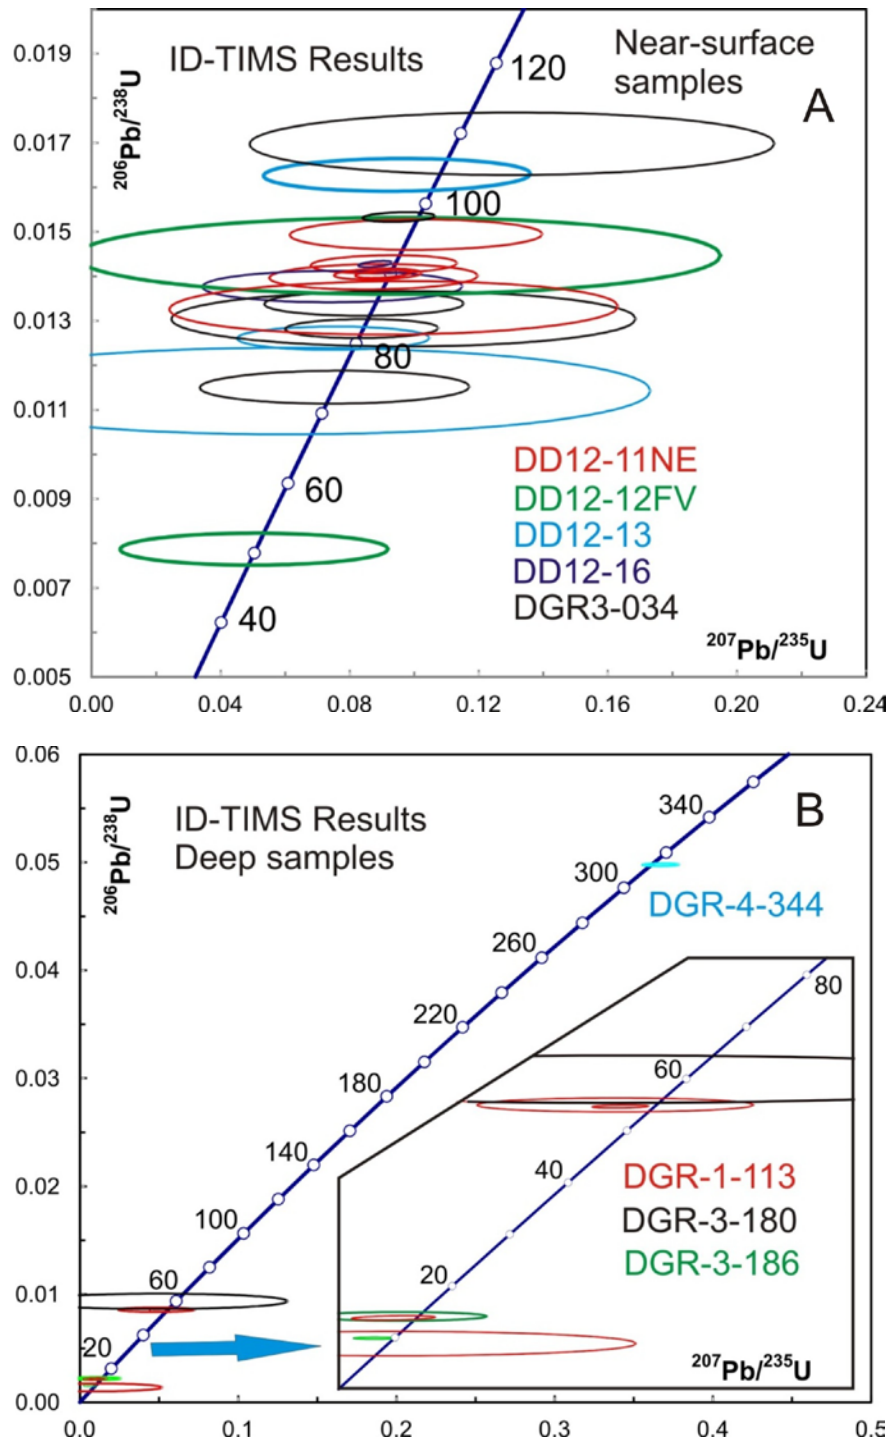 ID-TIMS Results
Near-surface
samples
A
206Pb/238U
0.019
0.017
0.015
0.013
0.011
0.009
0.007
0.005
120
100
80
60
40
DD12-11NE
DD12-12FV
DD12-13
DD12-16
DGR3-034
207Pb/235U
0.00
0.04
0.08
0.12
0.16
0.20
0.24
ID-TIMS Results
Deep samples
B
206Pb/238U
0.06
0.05
0.04
0.03
0.02
0.01
0.00
340
300
260
220
180
140
100
60
20
DGR-4-344
80
60
40
20
DGR-1-113
DGR-3-180
DGR-3-186
207Pb/235U
0.0
0.1
0.2
0.3
0.4
0.5